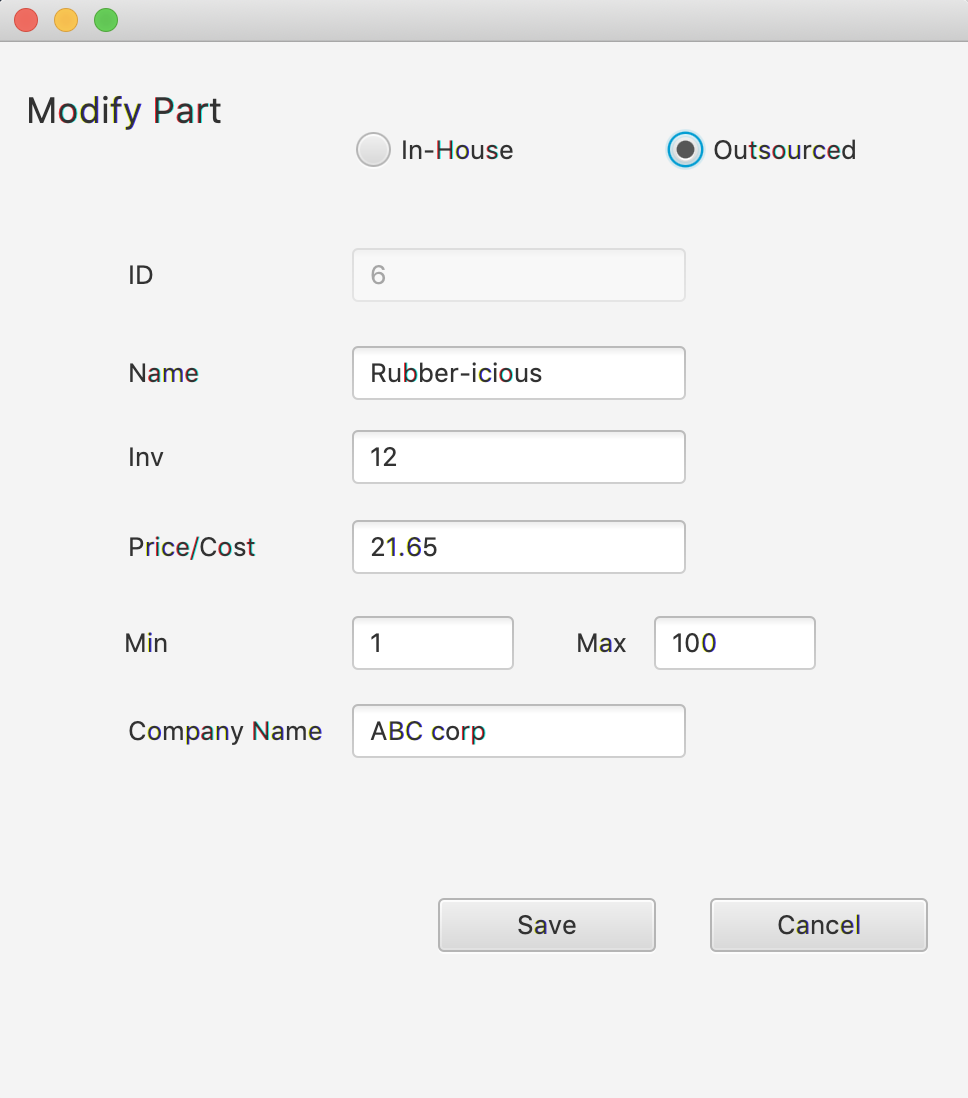 Modify Part
In-House Outsourced
ID 6
Name Rubber-icious
Inv 12
Price/Cost 21.65
Min 1 Max 100
Company Name ABC corp
Save Cancel